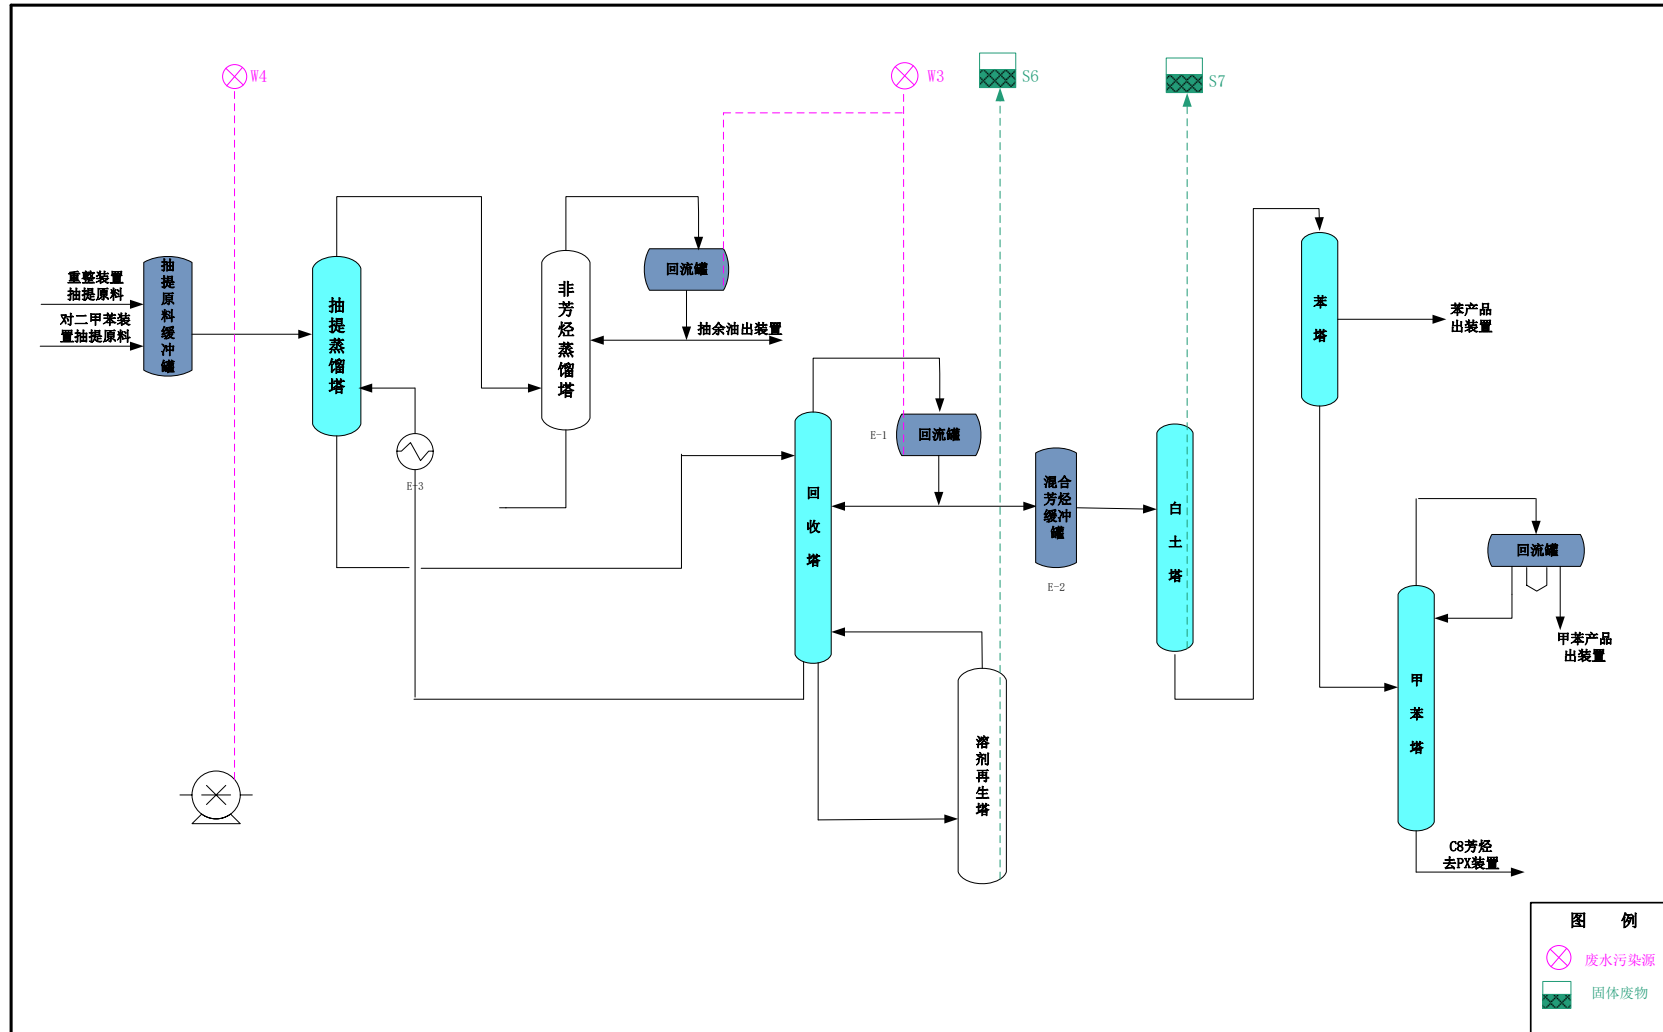 W4
W3
S6
S7
重整装置
抽提原料
对二甲苯装
置抽提原料
抽提原料缓冲罐
抽提蒸馏塔
E-3
非芳烃蒸馏塔
回流罐
抽余油出装置
回收塔
E-1
回流罐
混合
芳烃
缓冲
罐
E-2
溶剂再生塔
白土塔
苯塔
苯产品
出装置
甲苯塔
回流罐
甲苯产品
出装置
C8芳烃
去PX装置
图 例
废水污染源
固体废物